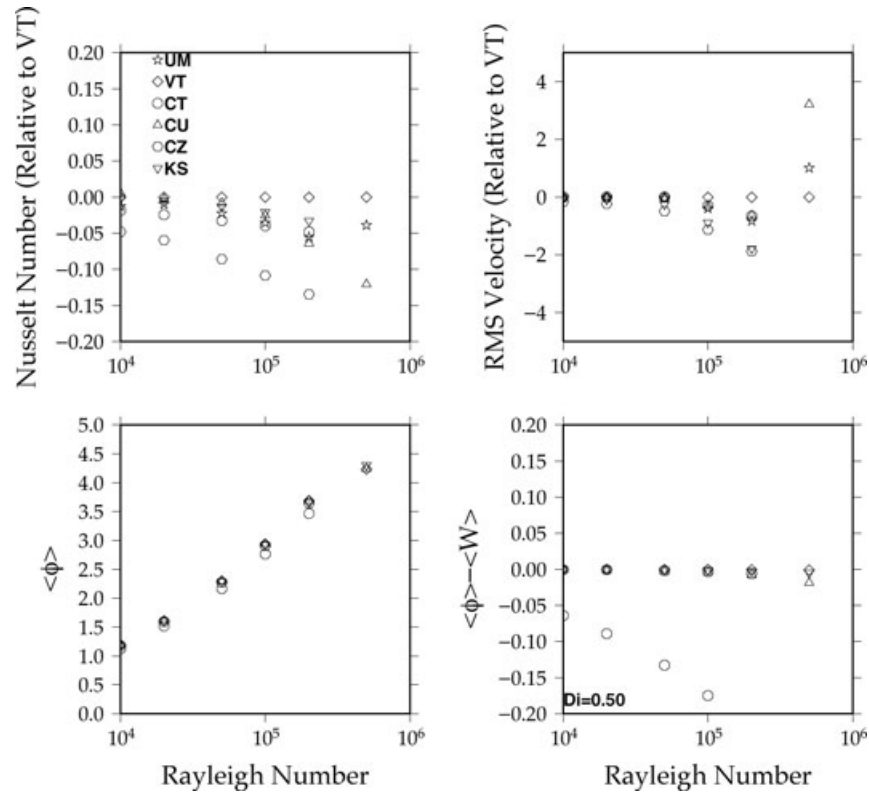 Nusselt Number (Relative to VT)
0.20
0.15
0.10
0.05
0.00
−0.05
−0.10
−0.15
−0.20
UM
VT
CT
CU
CZ
KS
10⁴ 10⁵ 10⁶
RMS Velocity (Relative to VT)
4
2
0
−2
−4
10⁴ 10⁵ 10⁶
<ϕ>
5.0
4.5
4.0
3.5
3.0
2.5
2.0
1.5
1.0
0.5
0.0
10⁴ 10⁵ 10⁶
Rayleigh Number
<ϕ>−<W>
0.20
0.15
0.10
0.05
0.00
−0.05
−0.10
−0.15
−0.20
Di=0.50
10⁴ 10⁵ 10⁶
Rayleigh Number